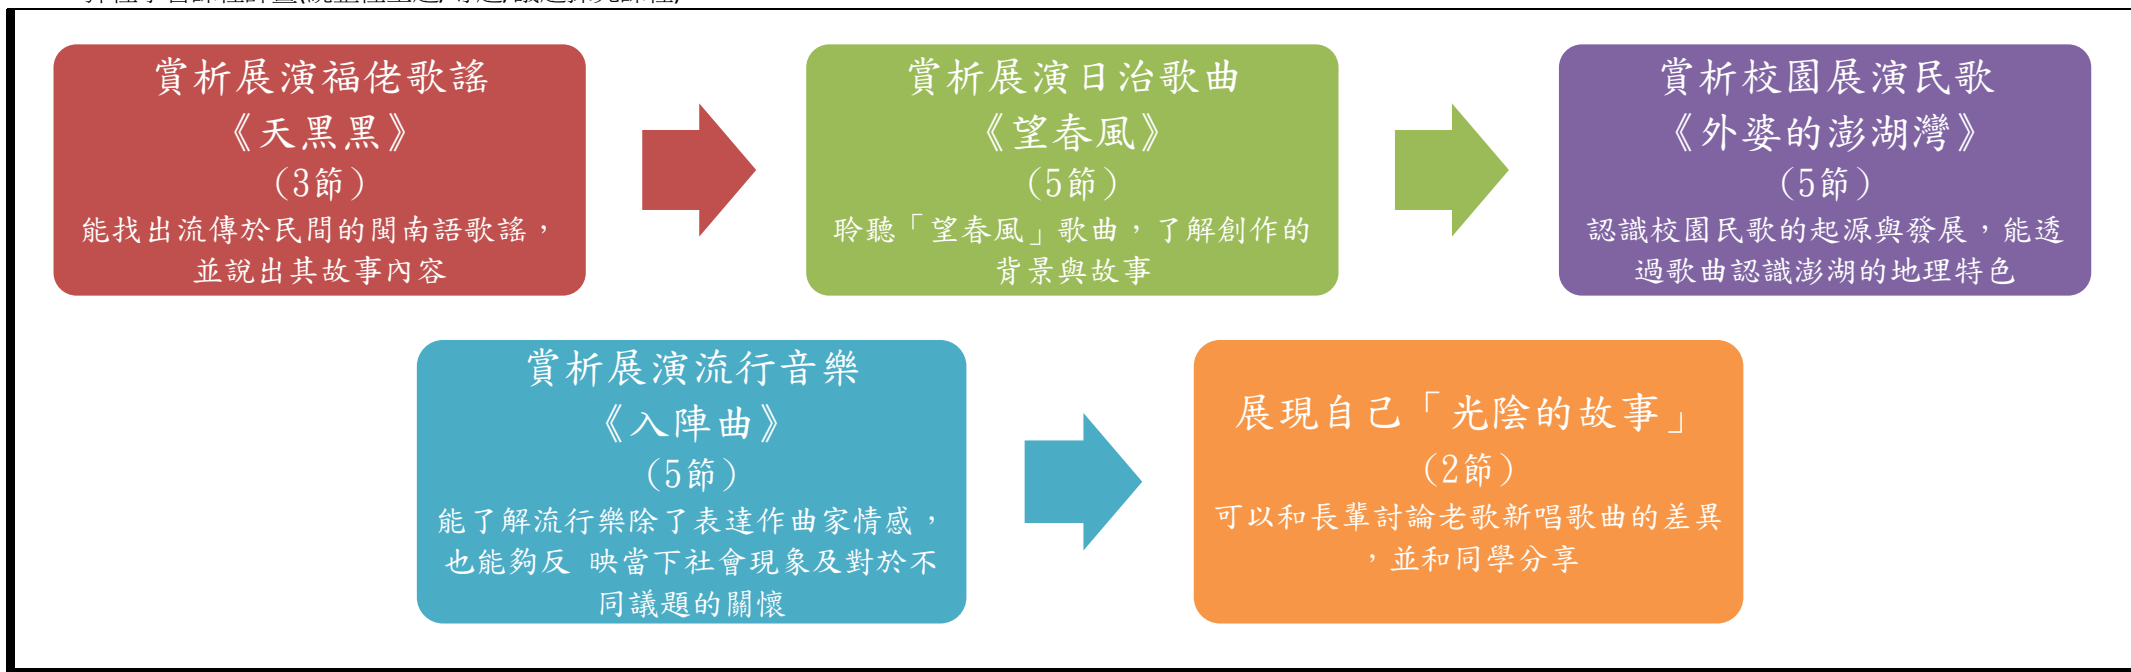 賞析展演福佬歌謠
《天黑黑》
（3節）
能找出流傳於民間的閩南語歌謠，
並說出其故事內容
賞析展演日治歌曲
《望春風》
（5節）
聆聽「望春風」歌曲，了解創作的
背景與故事
賞析校園展演民歌
《外婆的澎湖灣》
（5節）
認識校園民歌的起源與發展，能透
過歌曲認識澎湖的地理特色
賞析展演流行音樂
《入陣曲》
（5節）
能了解流行樂除了表達作曲家情感，
也能夠反 映當下社會現象及對於不
同議題的關懷
展現自己「光陰的故事」
（2節）
可以和長輩討論老歌新唱歌曲的差異
，並和同學分享